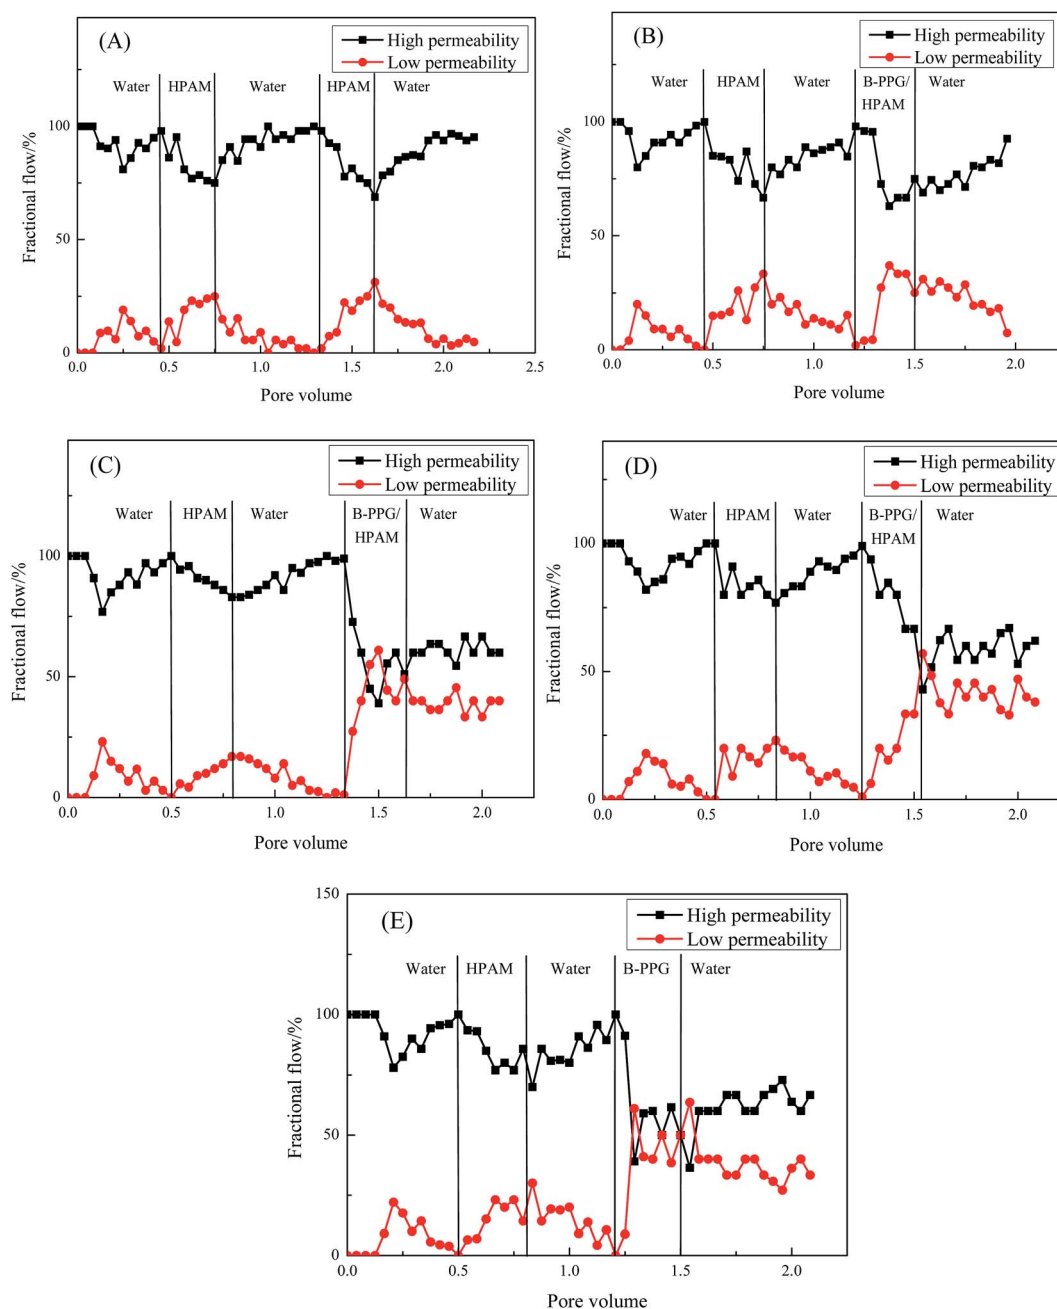 (A)
High permeability
Low permeability
Water HPAM Water HPAM Water
Fractional flow/%
100
50
0
0.0 0.5 1.0 1.5 2.0 2.5
Pore volume
(B)
High permeability
Low permeability
Water HPAM Water B-PPG/ Water
HPAM
Fractional flow/%
100
50
0
0.0 0.5 1.0 1.5 2.0
Pore volume
(C)
High permeability
Low permeability
Water HPAM Water B-PPG/ Water
HPAM
Fractional flow/%
100
50
0
0.0 0.5 1.0 1.5 2.0
Pore volume
(D)
High permeability
Low permeability
Water HPAM Water B-PPG/ Water
HPAM
Fractional flow/%
100
50
0
0.0 0.5 1.0 1.5 2.0
Pore volume
(E)
High permeability
Low permeability
Water HPAM Water B-PPG Water
Fractional flow/%
150
100
50
0
0.0 0.5 1.0 1.5 2.0
Pore volume